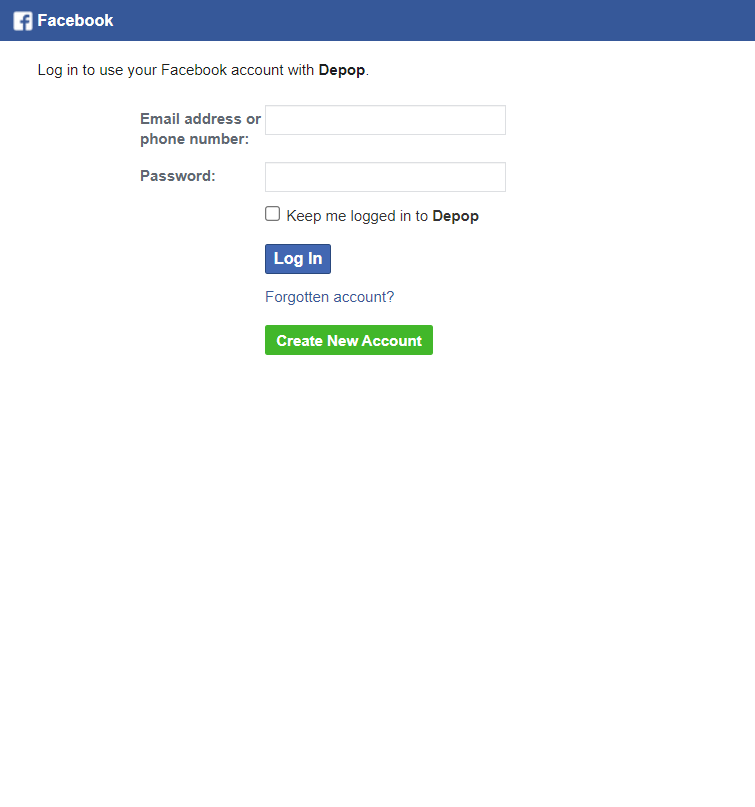 Facebook
Log in to use your Facebook account with Depop.
Email address or
phone number:
Password:
Keep me logged in to Depop
Log In
Forgotten account?
Create New Account